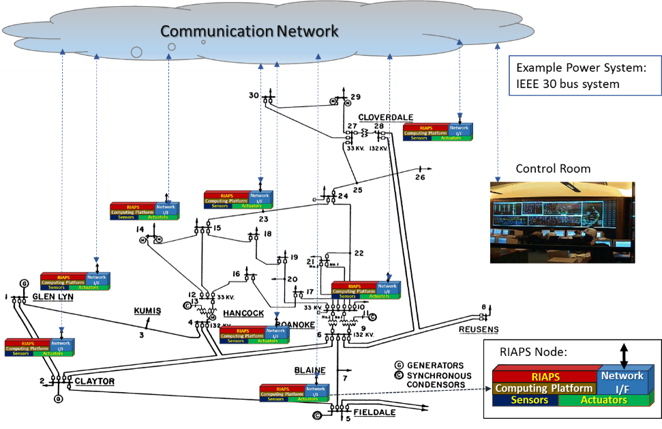 Communication Network
Example Power System:
IEEE 30 bus system
30
29
CLOVERDALE
27
28
33 KV.
132 KV.
RIAPS
Network
Computing Platform
I/f
Sensors
Actuators
Control Room
26
25
24
RIAPS
Network
Computing Platform
I/f
Sensors
Actuators
23
RIAPS
Network
Computing Platform
I/f
Sensors
Actuators
14
15
18
22
21
19
20
16
17
RIAPS
Network
Computing Platform
I/f
Sensors
Actuators
RIAPS
Network
Computing Platform
I/f
Sensors
Actuators
G
1
GLEN LYN
KUMIS
3
12
13
33 KV.
C
HANCOCK
4
132 KV.
ROANOKE
33 KV.
10
11
C
6
9
132 KV.
8
REUSENS
RIAPS
Network
Computing Platform
I/f
Sensors
Actuators
RIAPS
Network
Computing Platform
I/f
Sensors
Actuators
2
CLAYTOR
G
BLAINE
7
G GENERATORS
C SYNCHRONOUS
CONDENSORS
RIAPS
Network
Computing Platform
I/f
Sensors
Actuators
C
5
FIELDALE
RIAPS Node:
RIAPS
Network
Computing Platform
I/F
Sensors
Actuators